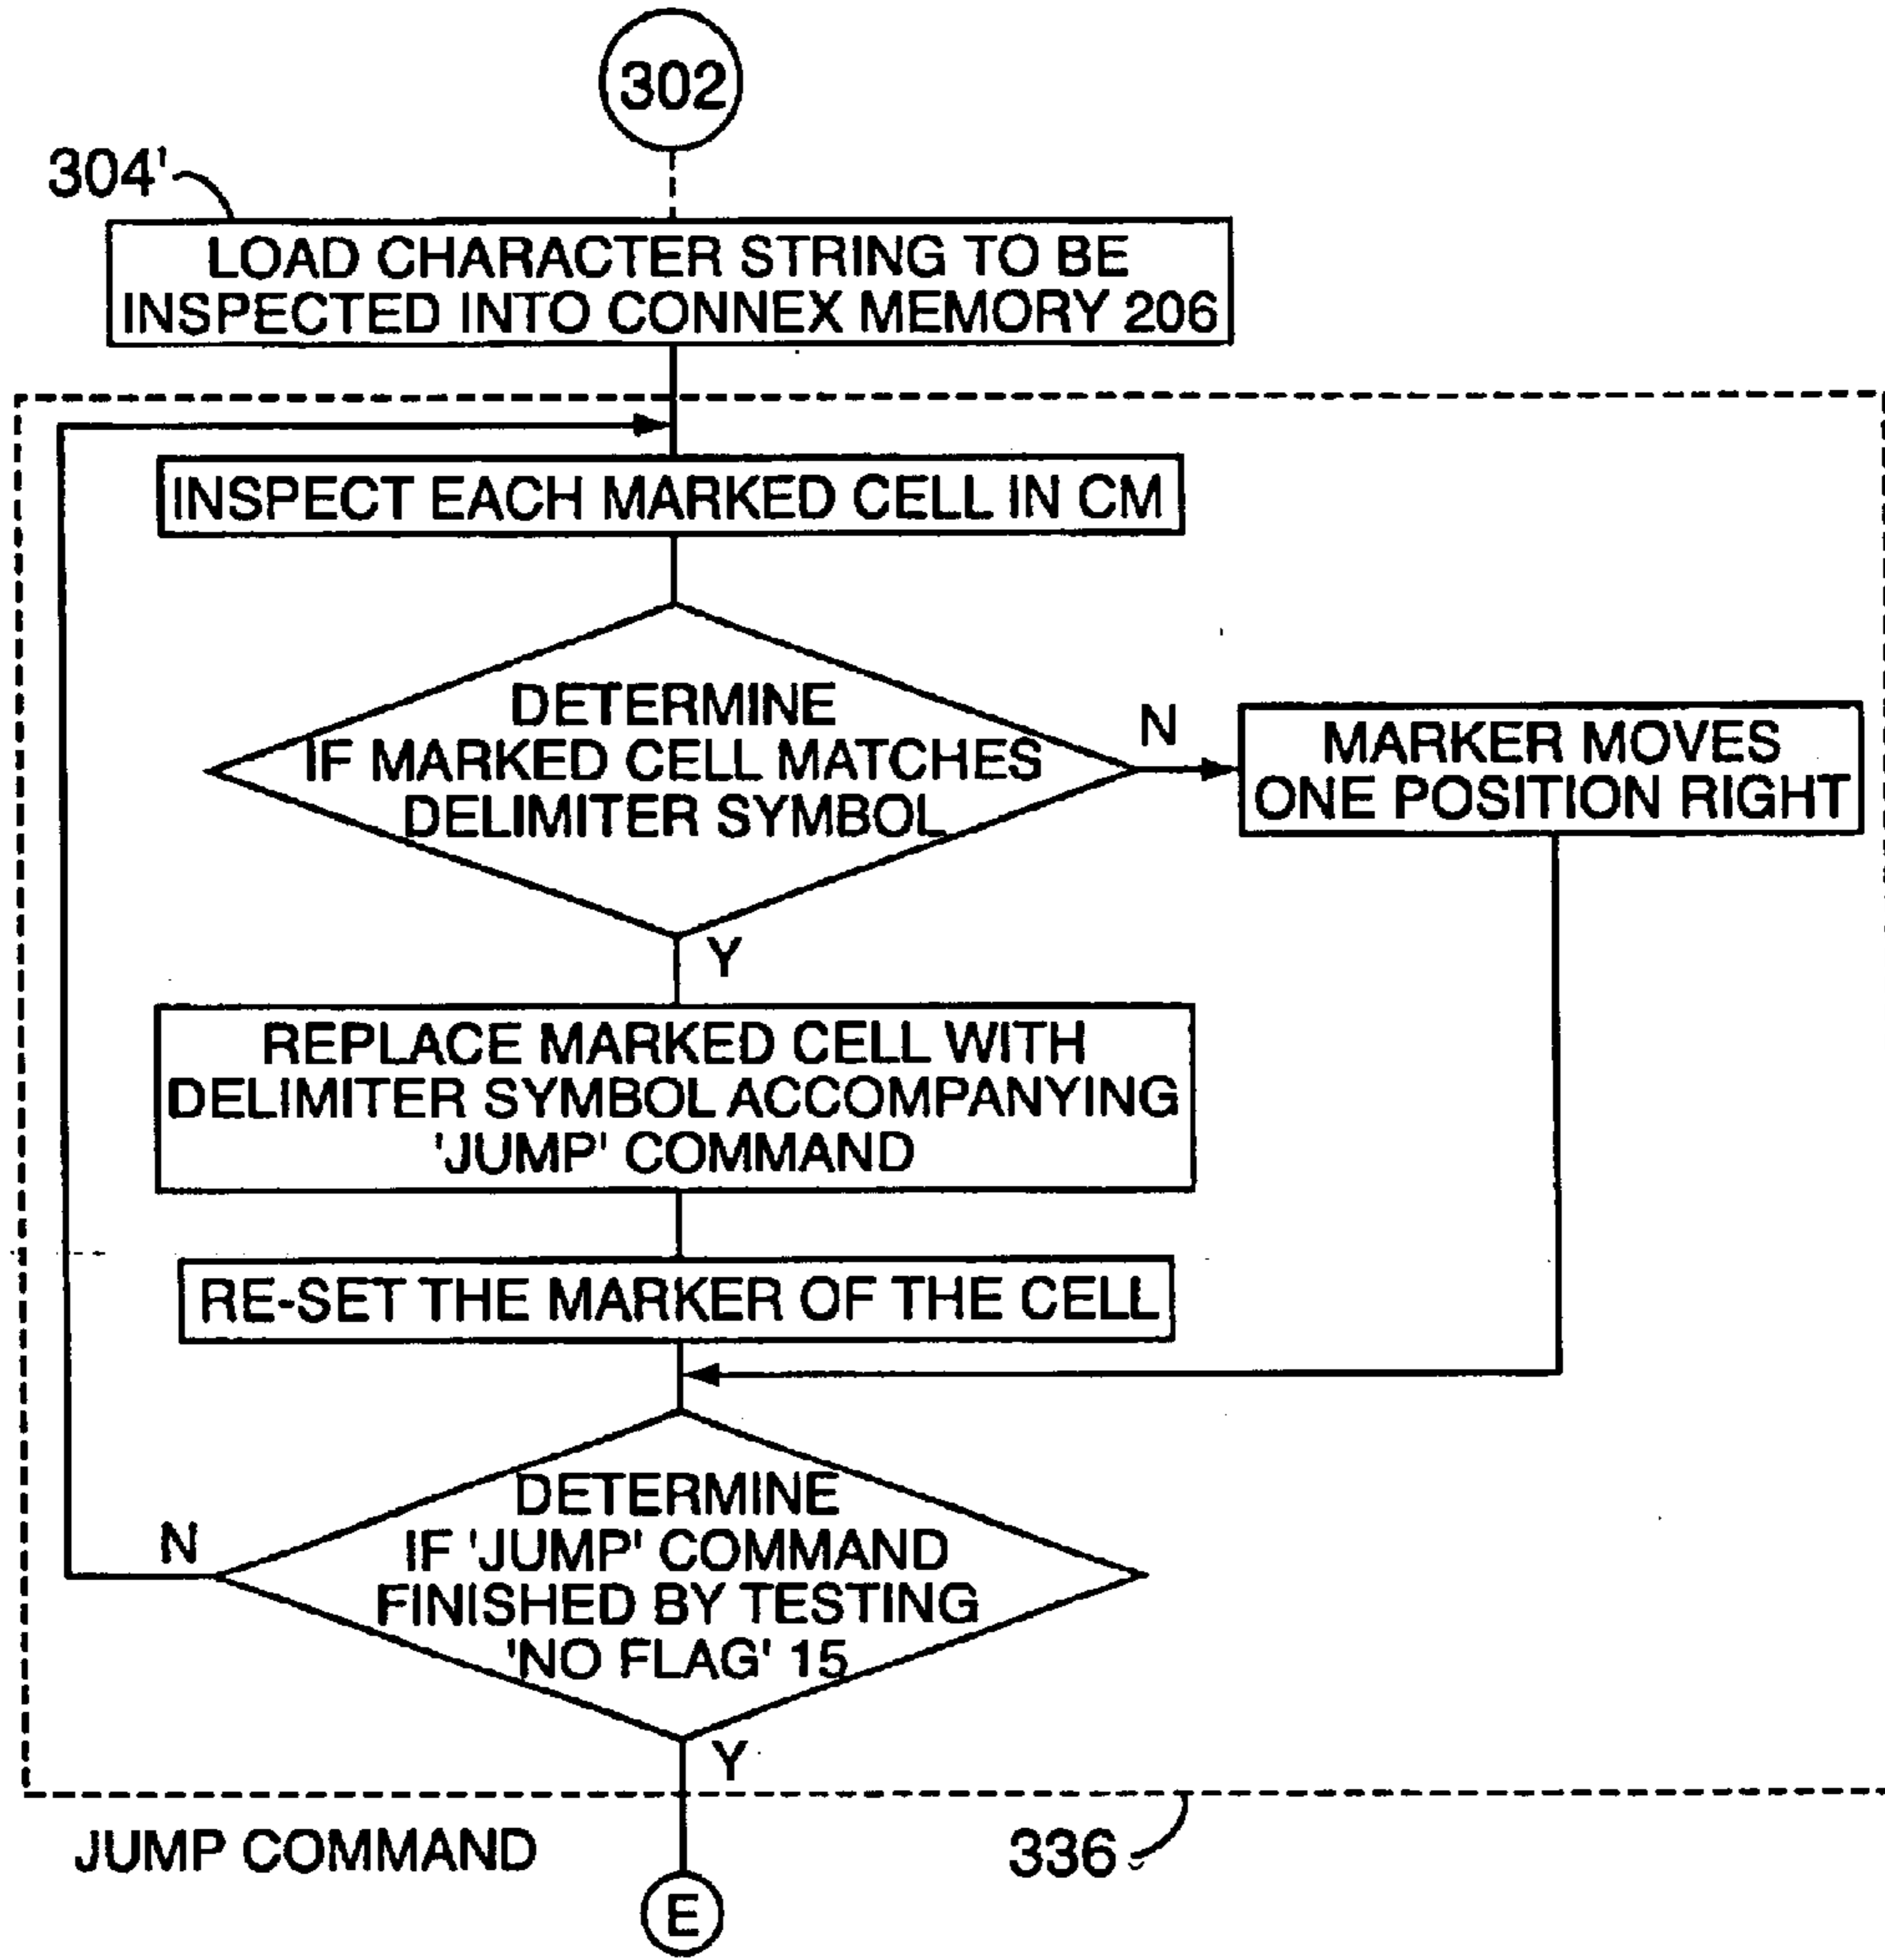 302
304'
LOAD CHARACTER STRING TO BE
INSPECTED INTO CONNEX MEMORY 206
INSPECT EACH MARKED CELL IN CM
DETERMINE
IF MARKED CELL MATCHES
DELIMITER SYMBOL
N
MARKER MOVES
ONE POSITION RIGHT
Y
REPLACE MARKED CELL WITH
DELIMITER SYMBOL ACCOMPANYING
'JUMP' COMMAND
RE-SET THE MARKER OF THE CELL
DETERMINE
IF 'JUMP' COMMAND
FINISHED BY TESTING
'NO FLAG' 15
N
Y
JUMP COMMAND
336
E